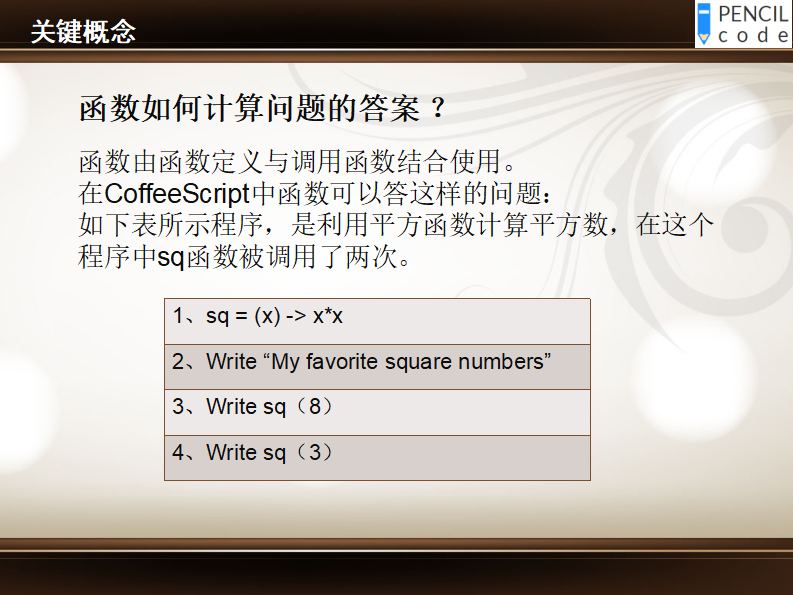 关键概念
PENCIL
code
函数如何计算问题的答案？
函数由函数定义与调用函数结合使用。
在CoffeeScript中函数可以答这样的问题：
如下表所示程序，是利用平方函数计算平方数，在这个
程序中sq函数被调用了两次。
1、sq = (x) -> x*x
2、Write “My favorite square numbers”
3、Write sq（8）
4、Write sq（3）